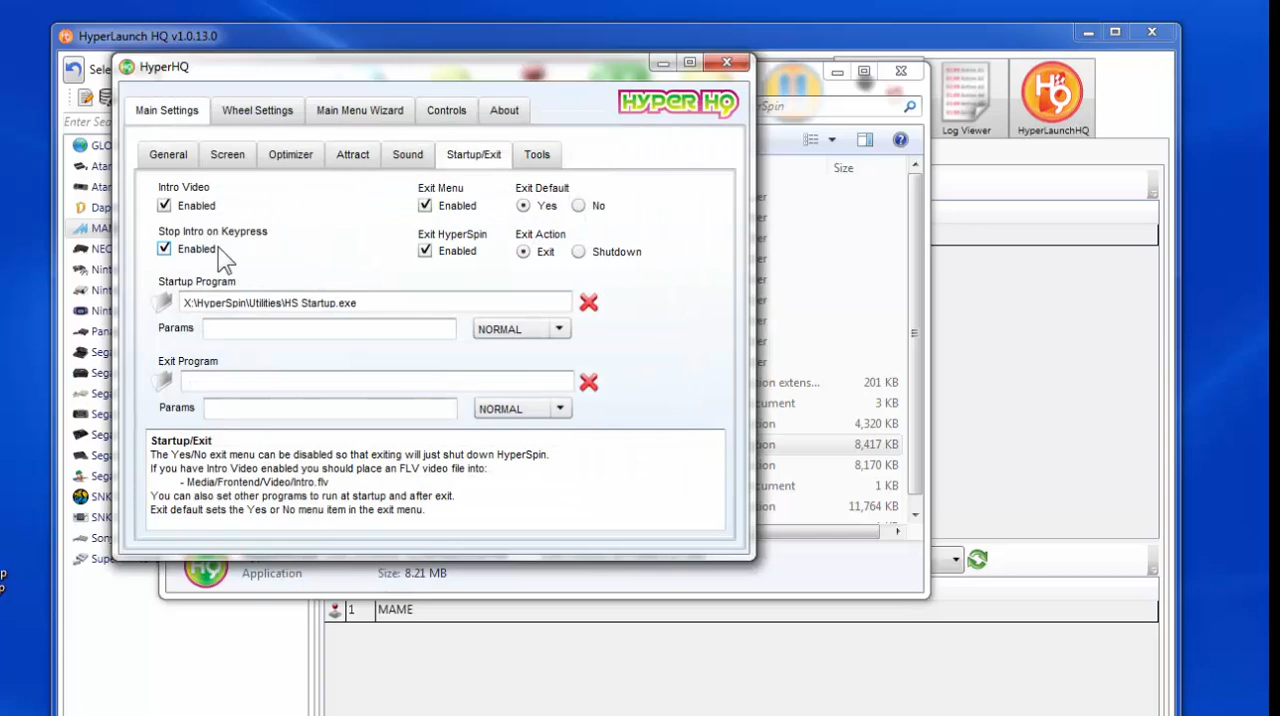 HyperLaunch HQ v1.0.13.0
HyperHQ
Main Settings
Wheel Settings
Main Menu Wizard
Controls
About
HYPER HQ
General
Screen
Optimizer
Attract
Sound
Startup/Exit
Tools
Intro Video
Enabled
Stop Intro on Keypress
Enabled
Exit Menu
Enabled
Exit HyperSpin
Enabled
Exit Default
Yes No
Exit Action
Exit Shutdown
Startup Program
X:\HyperSpin\Utilities\HS Startup.exe
Params
NORMAL
Exit Program
Params
NORMAL
Startup/Exit
The Yes/No exit menu can be disabled so that exiting will just shut down HyperSpin.
If you have Intro Video enabled you should place an FLV video file into:
- Media/Frontend/Video/Intro.flv
You can also set other programs to run at startup and after exit.
Exit default sets the Yes or No menu item in the exit menu.
Application
Size: 8.21 MB
Size
201 KB
3 KB
4,320 KB
8,417 KB
8,170 KB
1 KB
11,764 KB
Log Viewer
HyperLaunchHQ
1 MAME